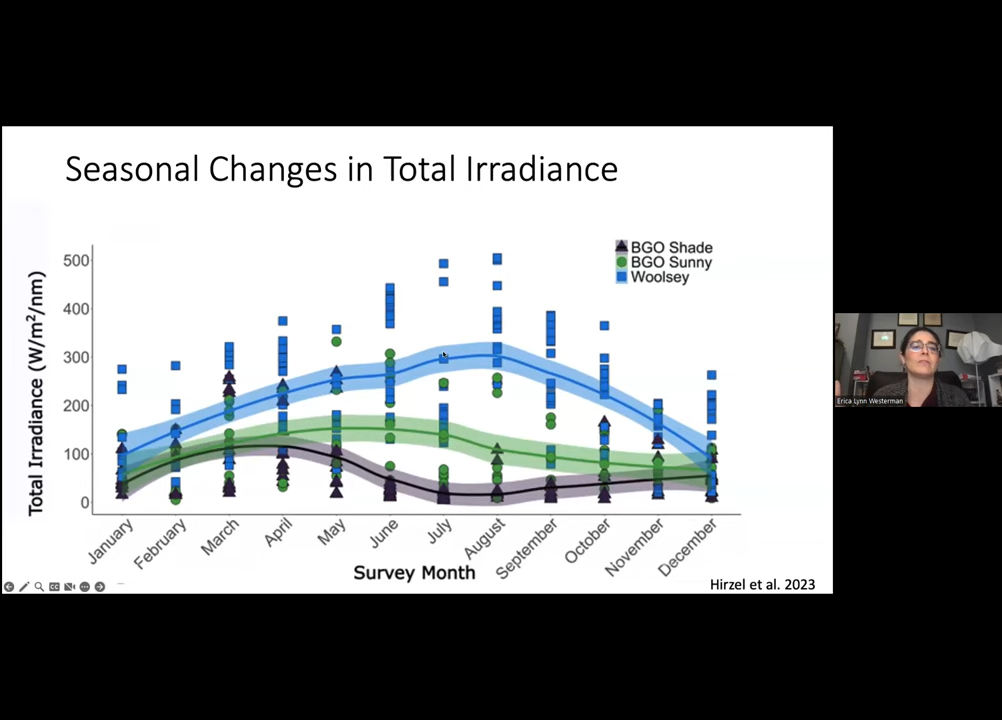 Seasonal Changes in Total Irradiance
Total Irradiance (W/m²/nm)
500
400
300
200
100
0
BGO Shade
BGO Sunny
Woolsey
January
February
March
April
May
June
July
August
September
October
November
December
Survey Month
Hirzel et al. 2023
Erica Lynn Westerman